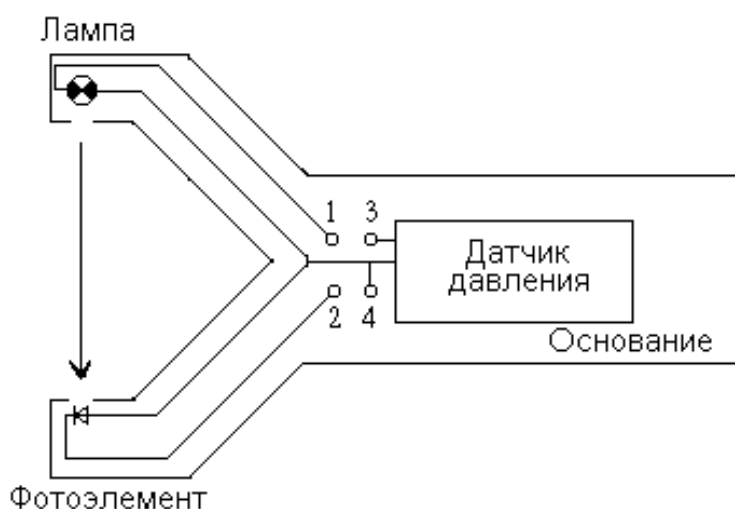 Лампа
1 3
Датчик
давления
2 4
Основание
Фотоэлемент